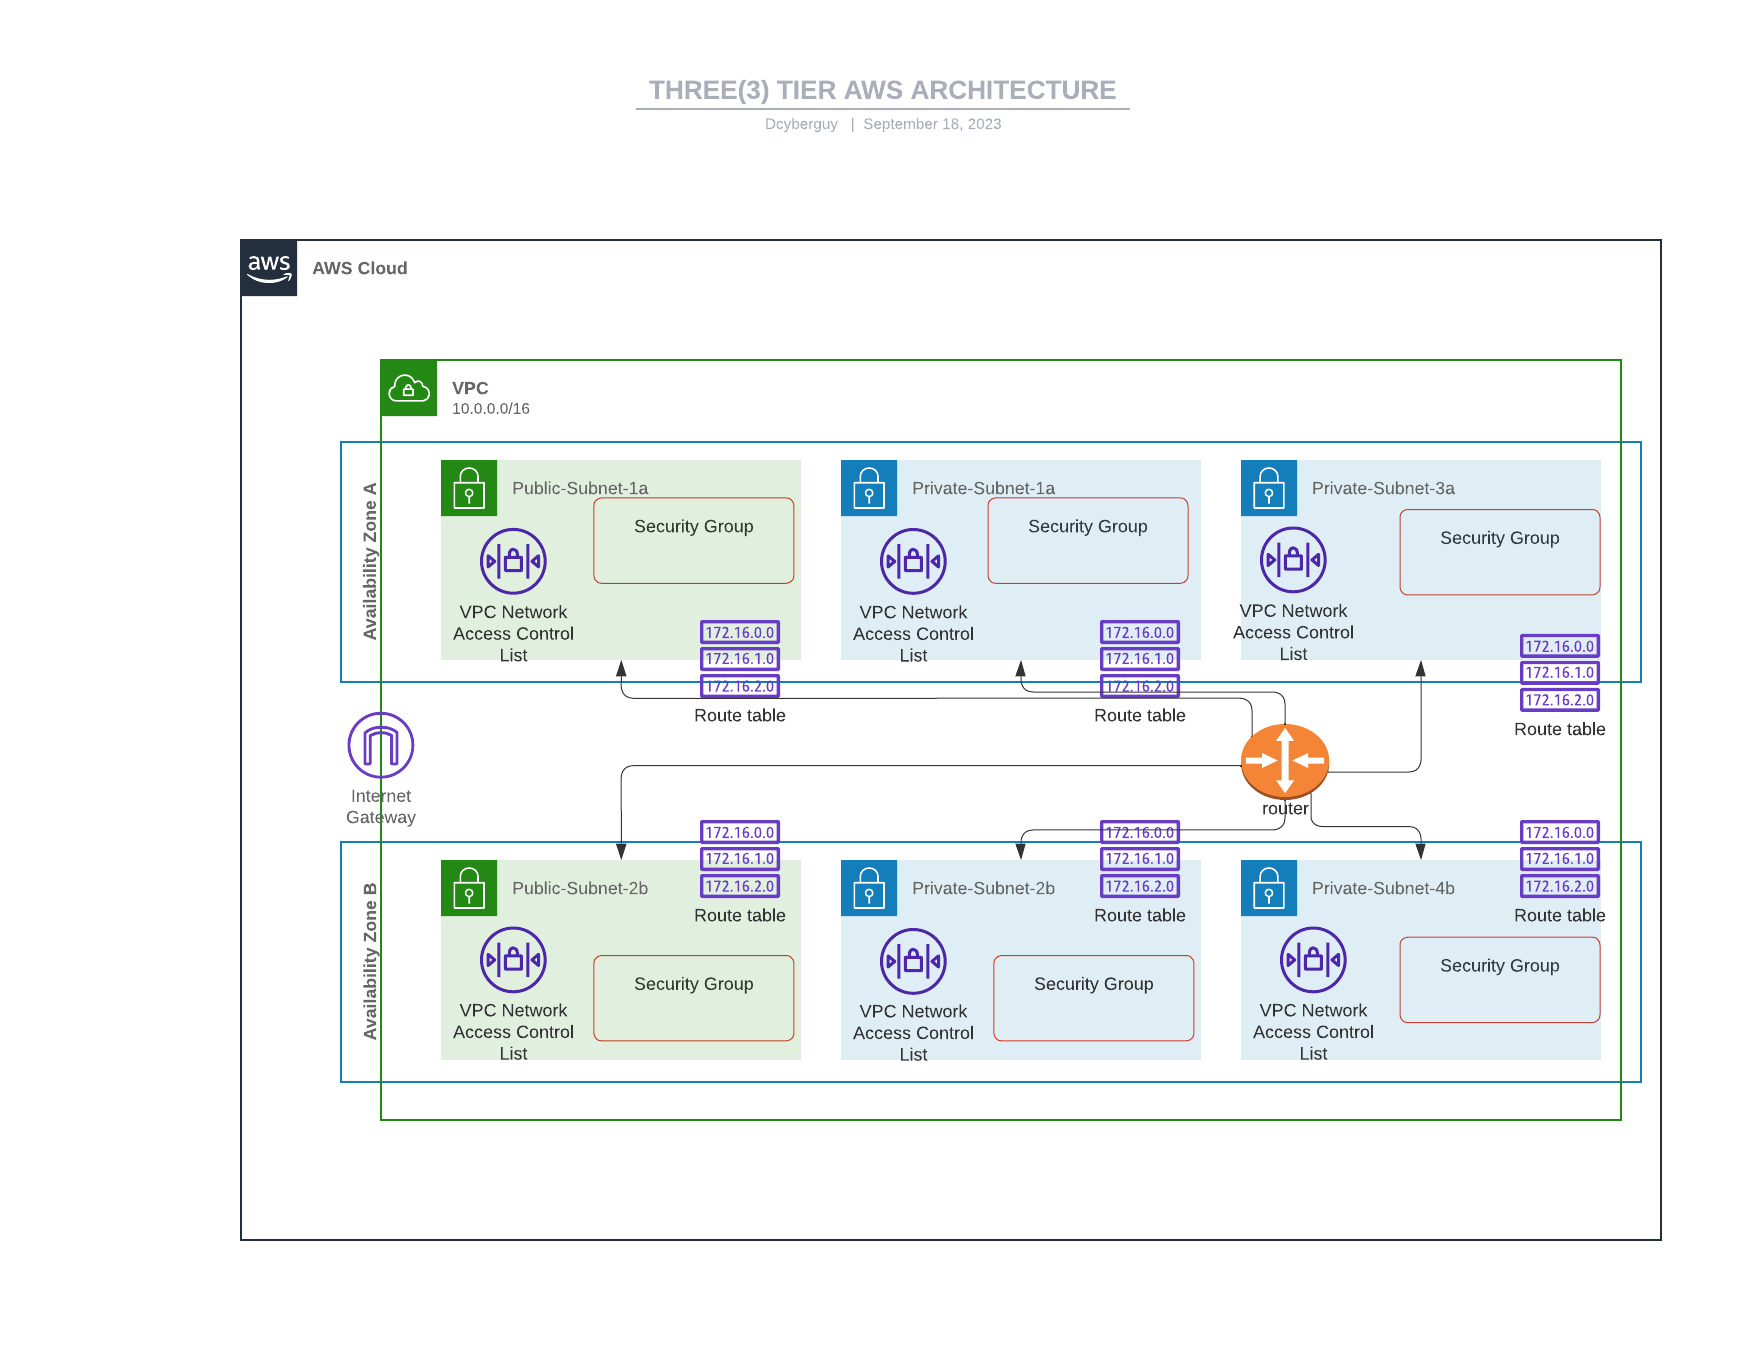 THREE(3) TIER AWS ARCHITECTURE
Dcyberguy | September 18, 2023
aws
AWS Cloud
VPC
10.0.0.0/16
Availability Zone A
Public-Subnet-1a
Security Group
VPC Network
Access Control
List
172.16.0.0
172.16.1.0
172.16.2.0
Route table
Private-Subnet-1a
Security Group
VPC Network
Access Control
List
172.16.0.0
172.16.1.0
172.16.2.0
Route table
Private-Subnet-3a
Security Group
VPC Network
Access Control
List
172.16.0.0
172.16.1.0
172.16.2.0
Route table
Internet
Gateway
router
Availability Zone B
172.16.0.0
172.16.1.0
Public-Subnet-2b
172.16.2.0
Route table
VPC Network
Access Control
List
Security Group
172.16.0.0
172.16.1.0
Private-Subnet-2b
172.16.2.0
Route table
VPC Network
Access Control
List
Security Group
172.16.0.0
172.16.1.0
Private-Subnet-4b
172.16.2.0
Route table
VPC Network
Access Control
List
Security Group